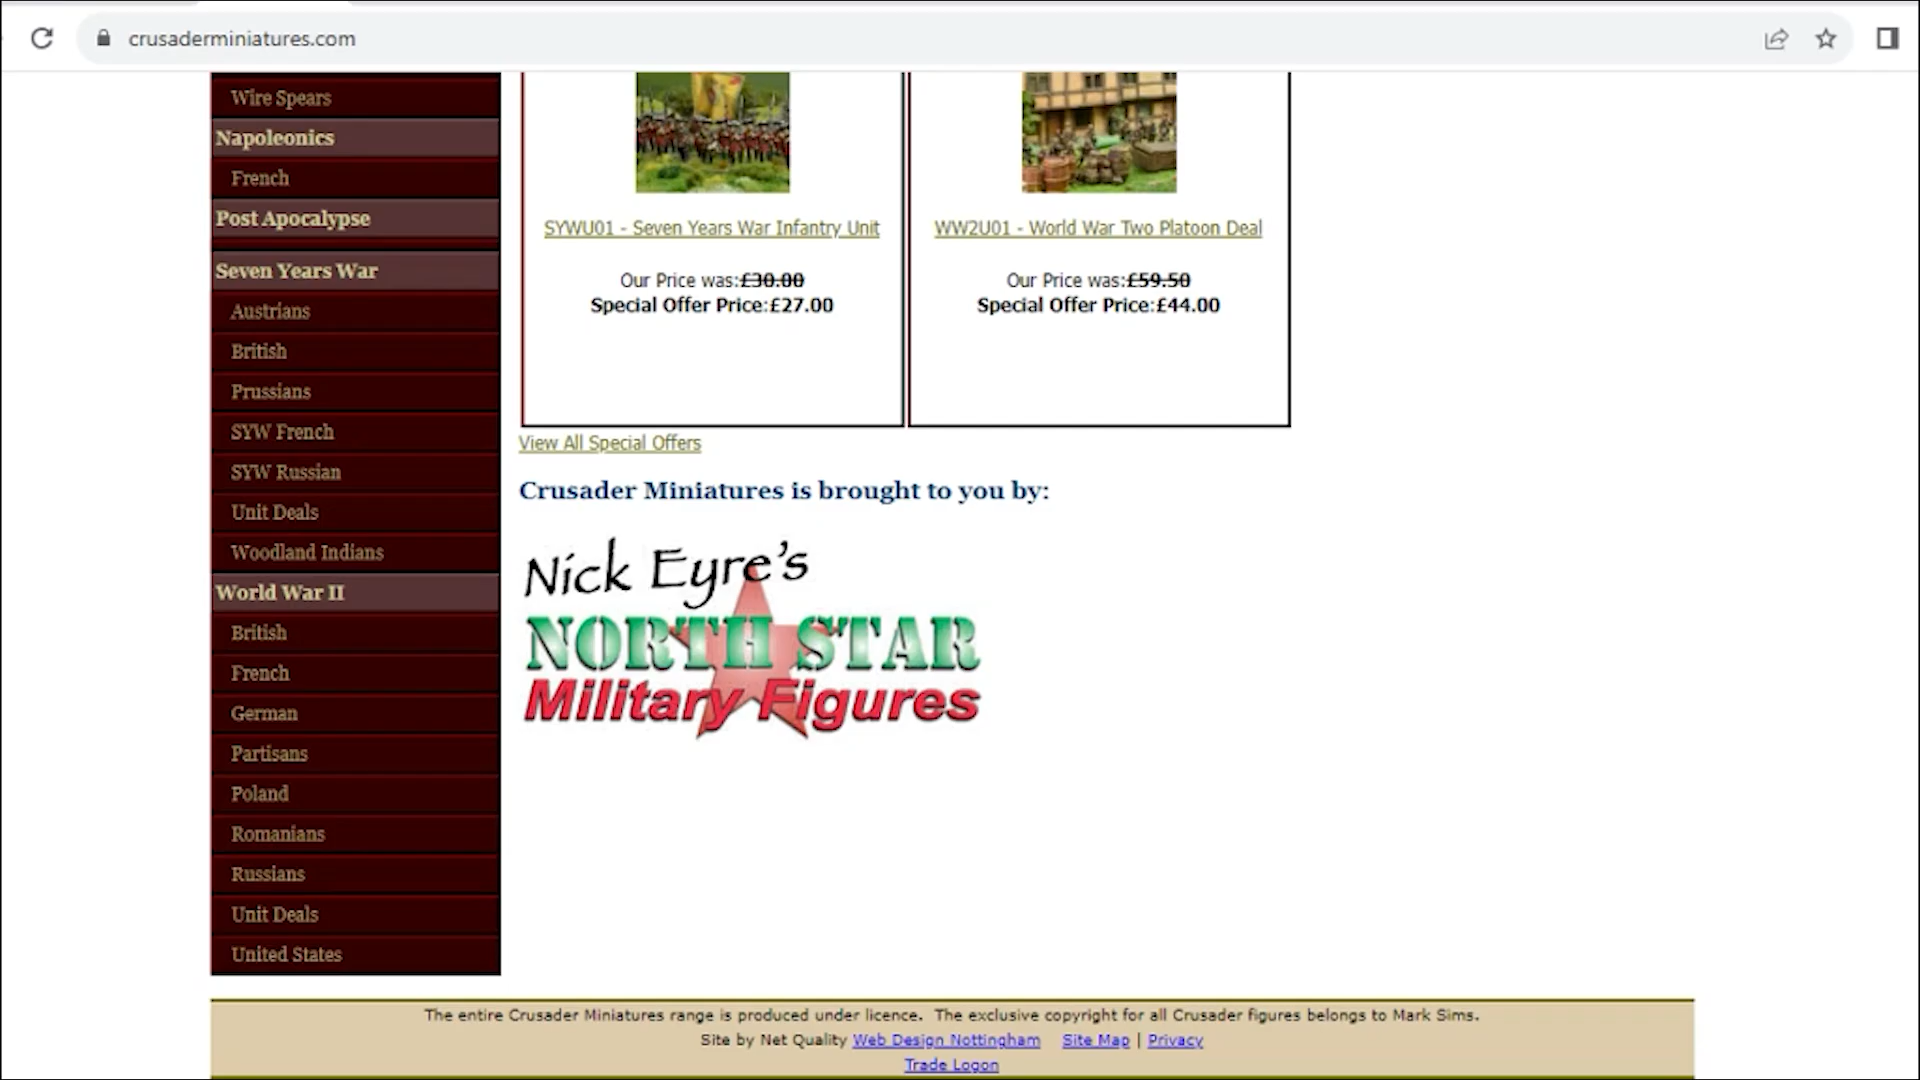 crusaderminiatures.com
Wire Spears
Napoleonics
French
Post Apocalypse
Seven Years War
Austrians
British
Prussians
SYW French
SYW Russian
Unit Deals
Woodland Indians
World War II
British
French
German
Partisans
Poland
Romanians
Russians
Unit Deals
United States
SYWU01 - Seven Years War Infantry Unit
Our Price was:£30.00
Special Offer Price:£27.00
WW2U01 - World War Two Platoon Deal
Our Price was:£59.50
Special Offer Price:£44.00
View All Special Offers
Crusader Miniatures is brought to you by:
Nick Eyre's
NORTH STAR
Military Figures
The entire Crusader Miniatures range is produced under licence. The exclusive copyright for all Crusader figures belongs to Mark Sims.
Site by Net Quality Web Design Nottingham Site Map | Privacy
Trade Logon